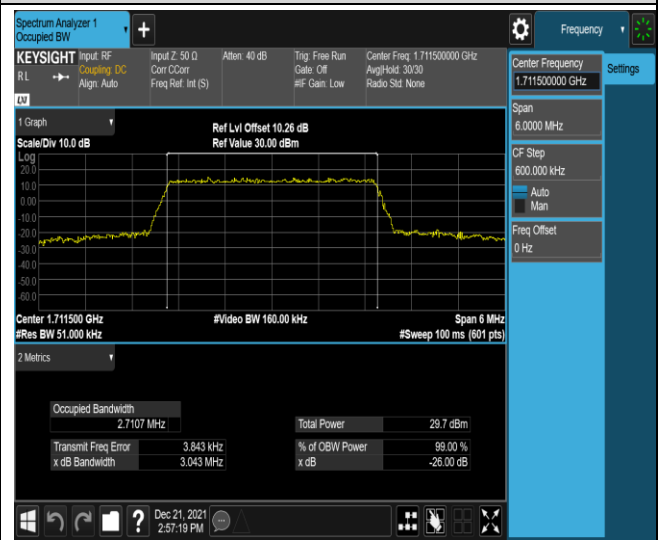 Spectrum Analyzer 1
Occupied BW
+
Frequency
KEYSIGHT
RL
LXI
Input: RF
Coupling: DC
Align: Auto
Input Z: 50 Ω
Corr CCorr
Freq Ref: Int (S)
Atten: 40 dB
Trig: Free Run
Gate: Off
#IF Gain: Low
Center Freq: 1.711500000 GHz
Avg|Hold: 30/30
Radio Std: None
Center Frequency
1.711500000 GHz
Settings
Span
6.0000 MHz
CF Step
600.000 kHz
Auto
Man
Freq Offset
0 Hz
1 Graph
Scale/Div 10.0 dB
Ref Lvl Offset 10.26 dB
Ref Value 30.00 dBm
Log
20.0
10.0
0.00
-10.0
-20.0
-30.0
-40.0
-50.0
-60.0
Center 1.711500 GHz
#Video BW 160.00 kHz
Span 6 MHz
#Res BW 51.000 kHz
#Sweep 100 ms (601 pts)
2 Metrics
Occupied Bandwidth
2.7107 MHz
Total Power 29.7 dBm
Transmit Freq Error 3.843 kHz
% of OBW Power 99.00 %
x dB Bandwidth 3.043 MHz
x dB -26.00 dB
?
Dec 21, 2021
2:57:19 PM